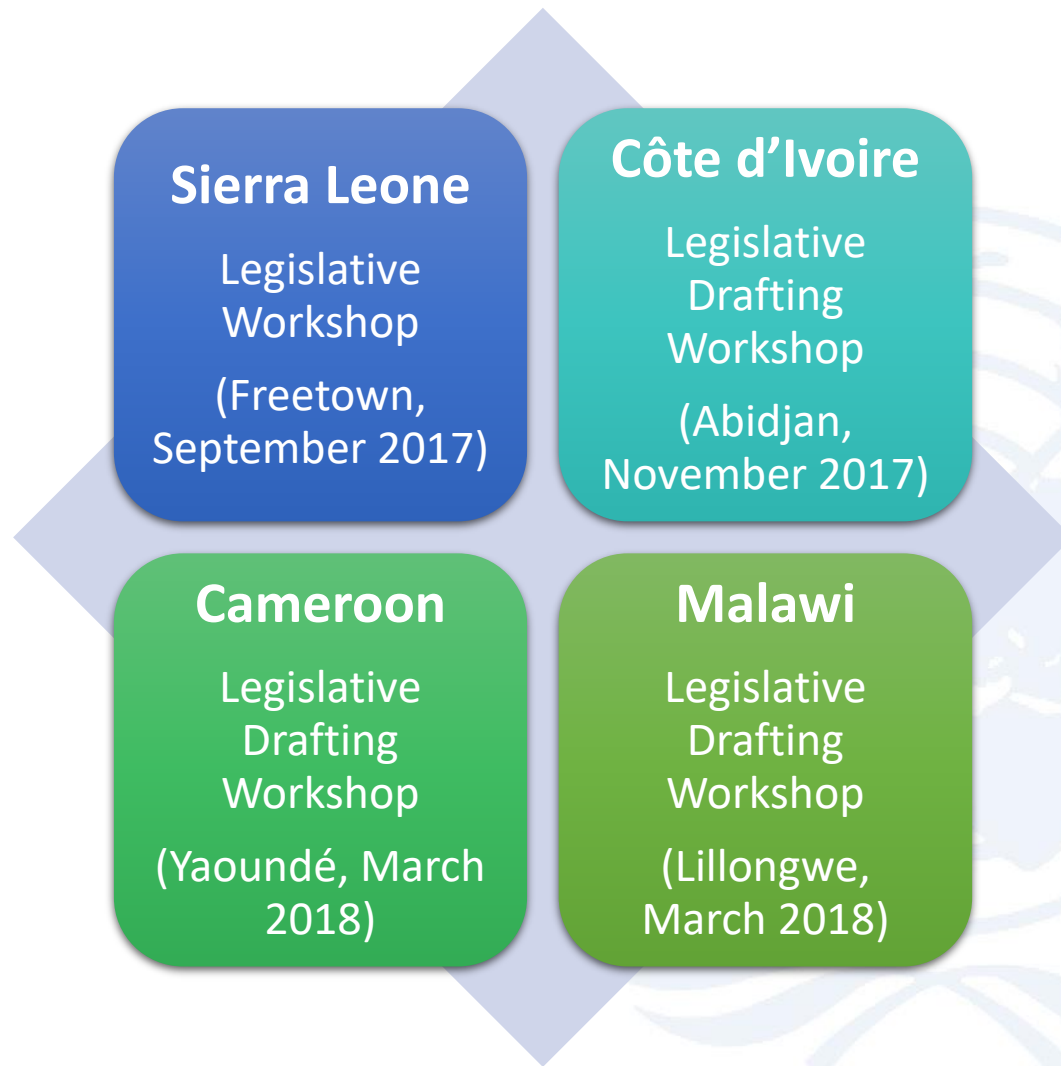 Sierra Leone
Legislative
Workshop
(Freetown,
September 2017)
Côte d’Ivoire
Legislative
Drafting
Workshop
(Abidjan,
November 2017)
Cameroon
Legislative
Drafting
Workshop
(Yaoundé, March
2018)
Malawi
Legislative
Drafting
Workshop
(Lillongwe,
March 2018)